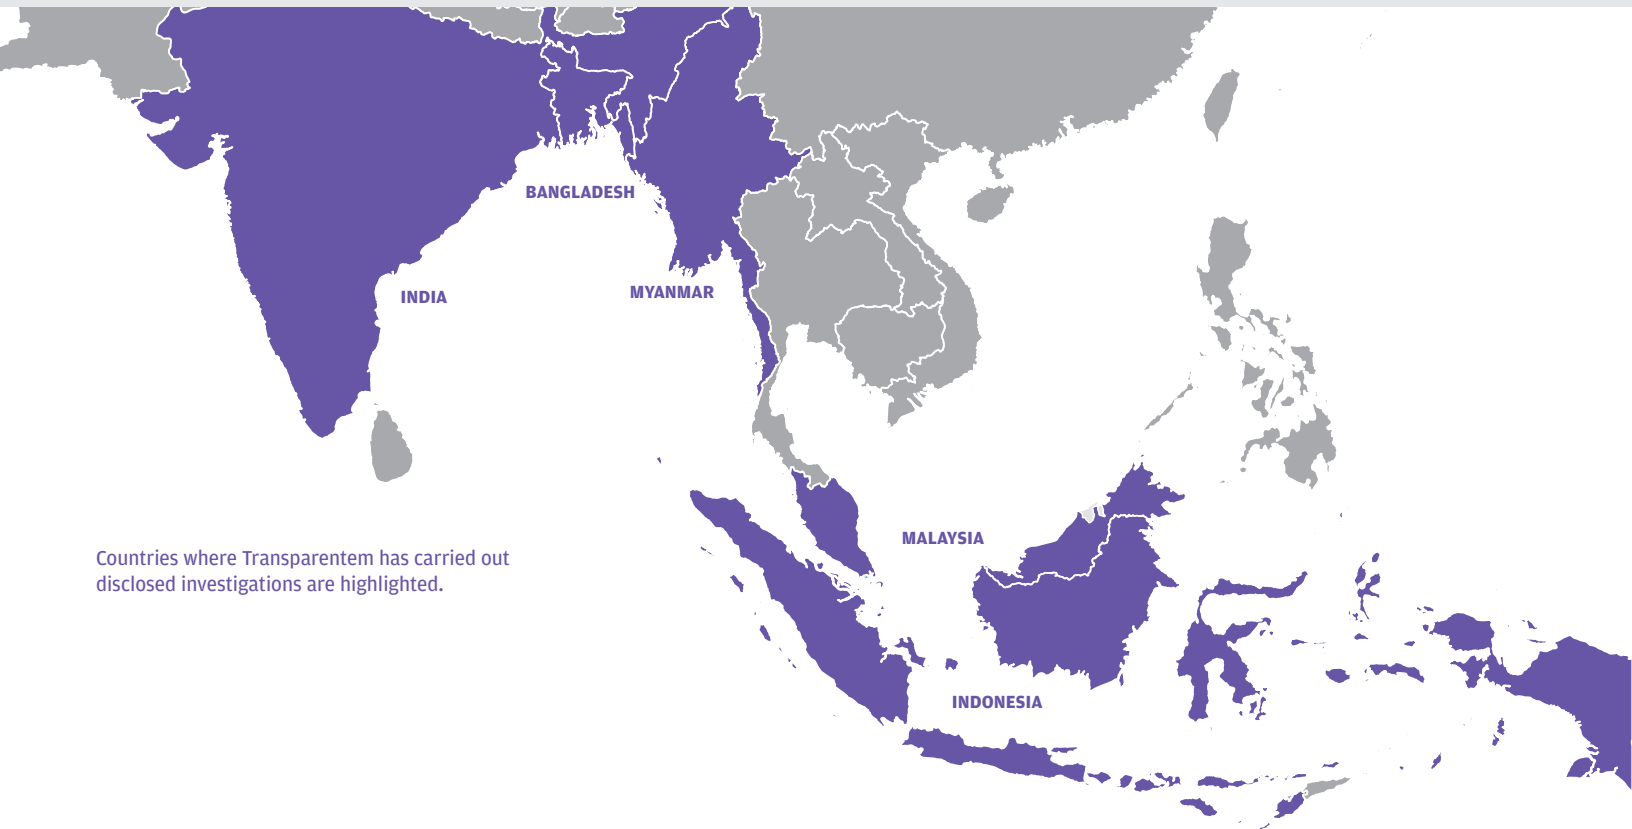 BANGLADESH
INDIA
MYANMAR
MALAYSIA
Countries where Transparentem has carried out
disclosed investigations are highlighted.
INDONESIA